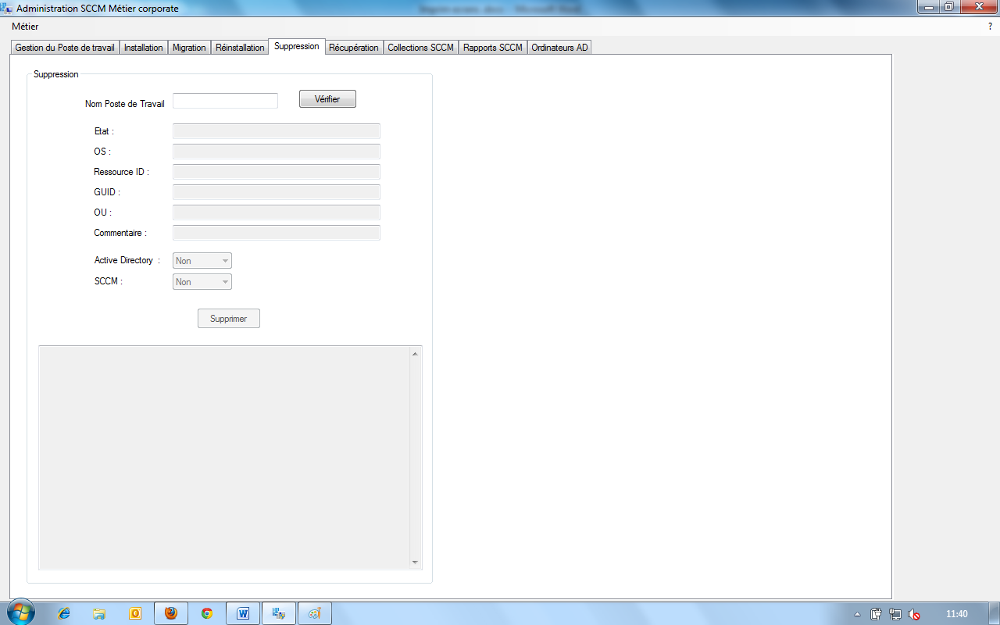 Administration SCCM Métier corporate
Métier ?
Gestion du Poste de travail Installation Migration Réinstallation Suppression Récupération Collections SCCM Rapports SCCM Ordinateurs AD
Suppression
Nom Poste de Travail Vérifier
Etat :
OS :
Ressource ID :
GUID :
OU :
Commentaire :
Active Directory : Non
SCCM : Non
Supprimer
11:40